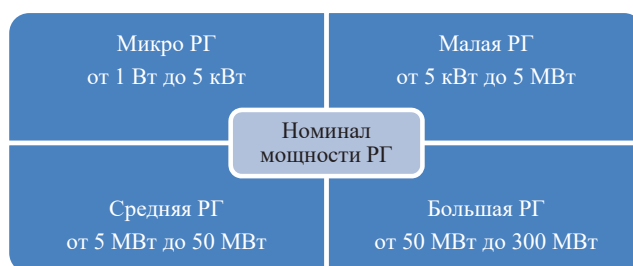 Микро РГ
от 1 Вт до 5 кВт
Малая РГ
от 5 кВт до 5 МВт
Номинал
мощности РГ
Средняя РГ
от 5 МВт до 50 МВт
Большая РГ
от 50 МВт до 300 МВт